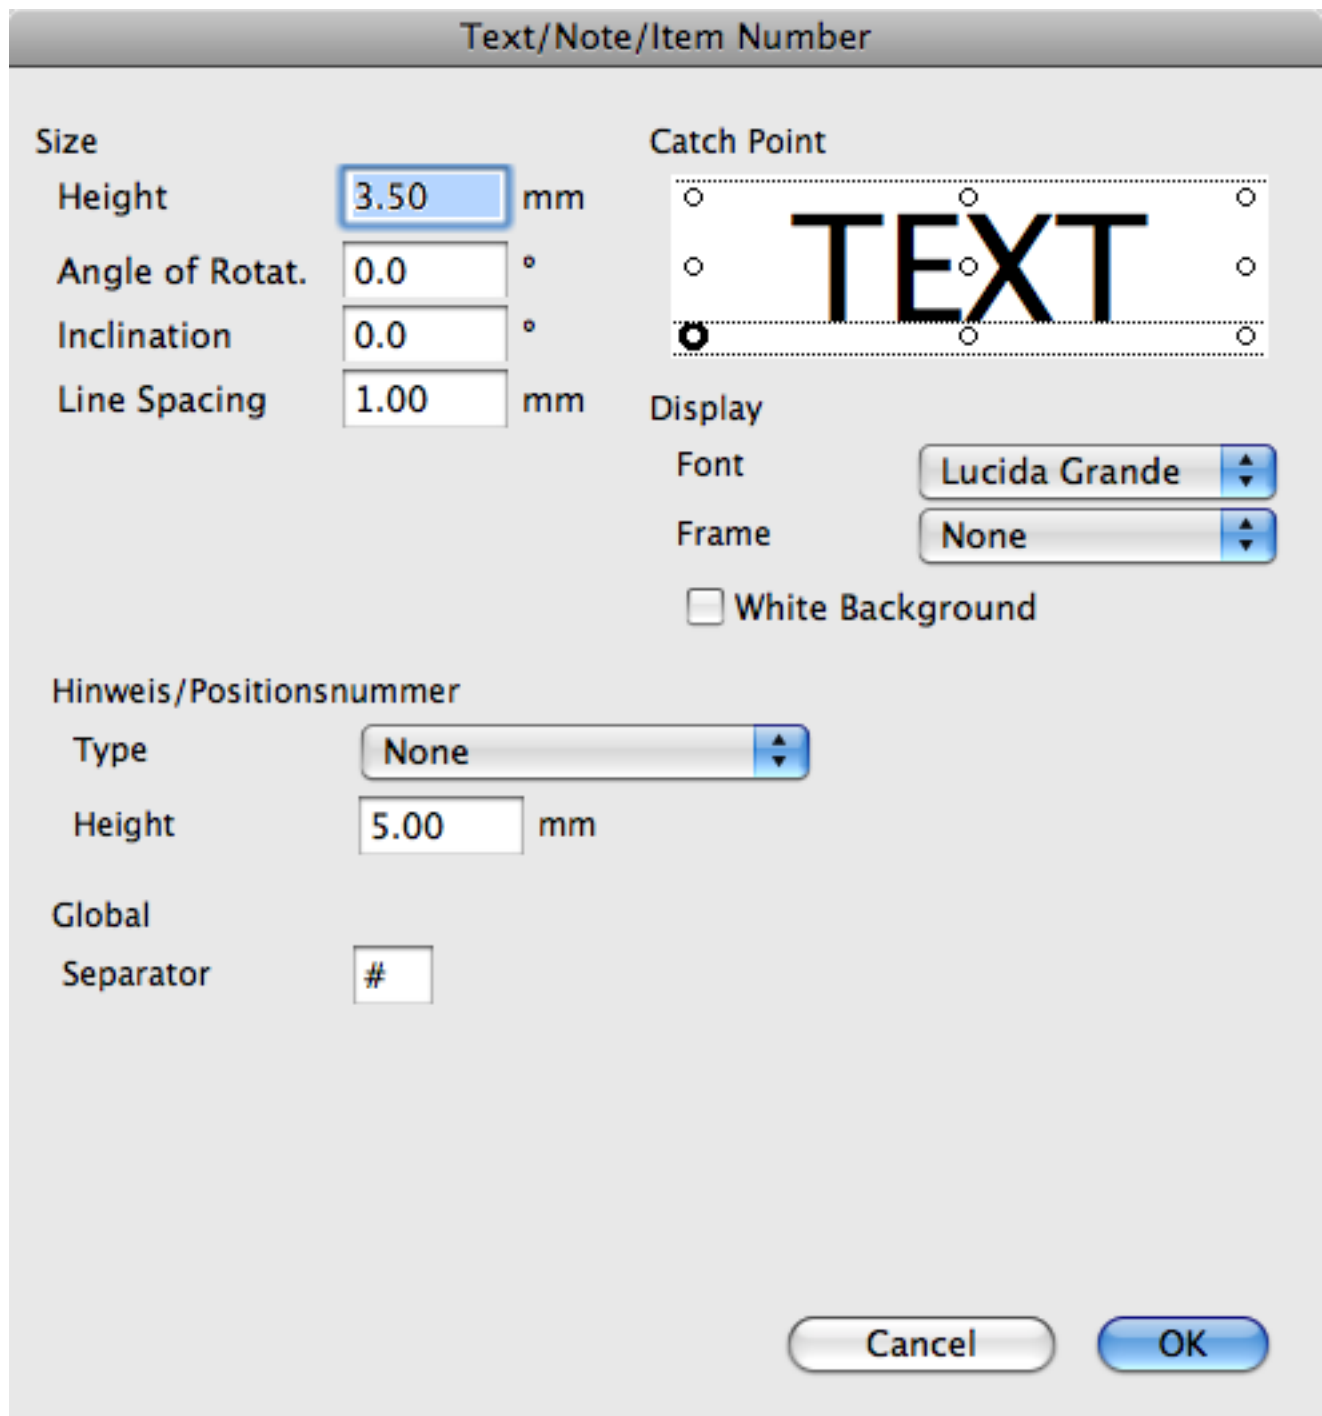 Text/Note/Item Number
Size
Height 3.50 mm
Angle of Rotat. 0.0 °
Inclination 0.0 °
Line Spacing 1.00 mm
Catch Point
TEXT
Display
Font Lucida Grande
Frame None
White Background
Hinweis/Positionsnummer
Type None
Height 5.00 mm
Global
Separator #
Cancel OK